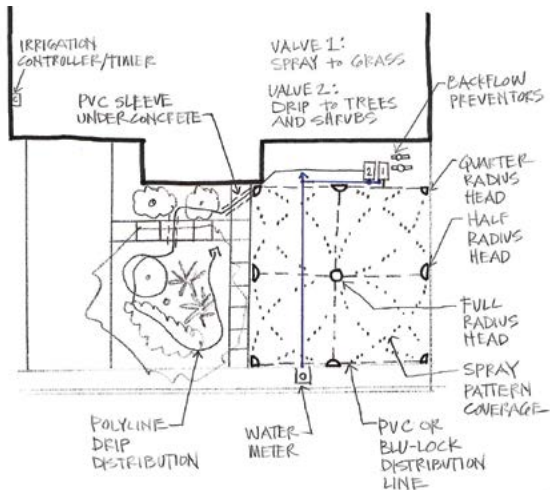 IRRIGATION
CONTROLLER/TIMER
C
PVC SLEEVE
UNDER CONCRETE
VALVE 1:
SPRAY to GRASS
VALVE 2:
DRIP to TREES
AND SHRUBS
BACKFLOW
PREVENTORS
2 1
QUARTER
RADIUS
HEAD
HALF
RADIUS
HEAD
FULL
RADIUS
HEAD
SPRAY
PATTERN
COVERAGE
POLYLINE
DRIP
DISTRIBUTION
WATER
METER
PVC OR
BLU-LOCK
DISTRIBUTION
LINE